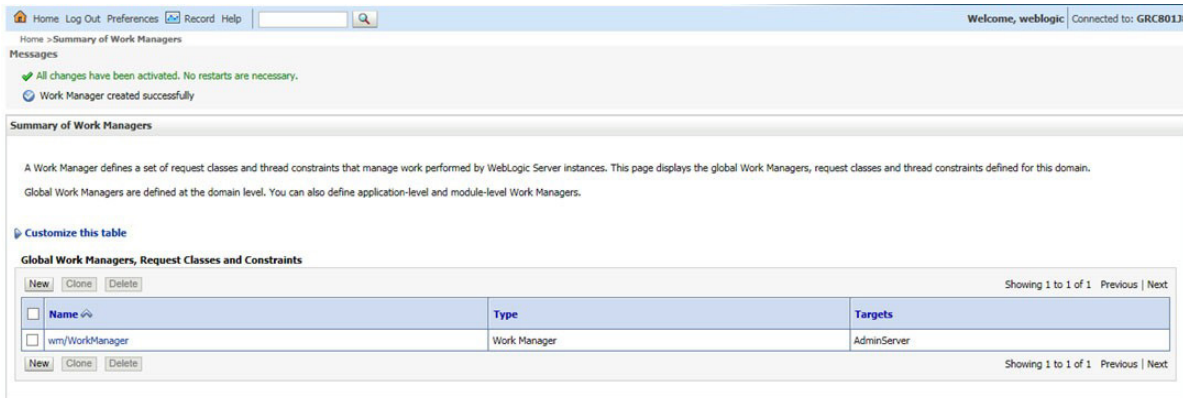 Home Log Out Preferences Record Help Welcome, weblogic Connected to: GRC801J
Home >Summary of Work Managers
Messages
All changes have been activated. No restarts are necessary.
Work Manager created successfully
Summary of Work Managers
A Work Manager defines a set of request classes and thread constraints that manage work performed by WebLogic Server instances. This page displays the global Work Managers, request classes and thread constraints defined for this domain.
Global Work Managers are defined at the domain level. You can also define application-level and module-level Work Managers.
Customize this table
Global Work Managers, Request Classes and Constraints
New Clone Delete Showing 1 to 1 of 1 Previous | Next
Name Type Targets
wm/WorkManager Work Manager AdminServer
New Clone Delete Showing 1 to 1 of 1 Previous | Next